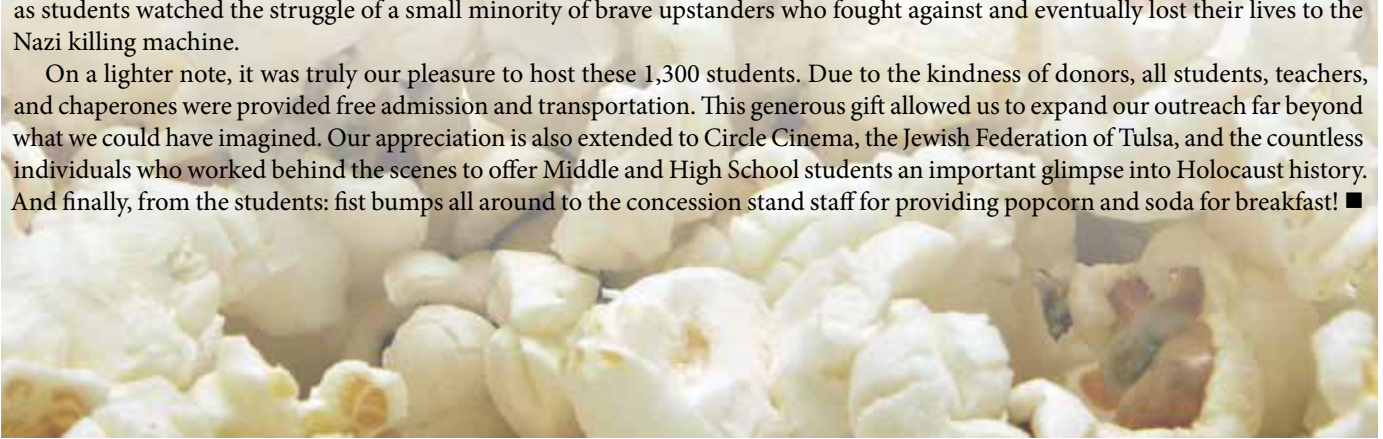 as students watched the struggle of a small minority of brave upstanders who fought against and eventually lost their lives to the
Nazi killing machine.
On a lighter note, it was truly our pleasure to host these 1,300 students. Due to the kindness of donors, all students, teachers,
and chaperones were provided free admission and transportation. This generous gift allowed us to expand our outreach far beyond
what we could have imagined. Our appreciation is also extended to Circle Cinema, the Jewish Federation of Tulsa, and the countless
individuals who worked behind the scenes to offer Middle and High School students an important glimpse into Holocaust history.
And finally, from the students: fist bumps all around to the concession stand staff for providing popcorn and soda for breakfast! ■